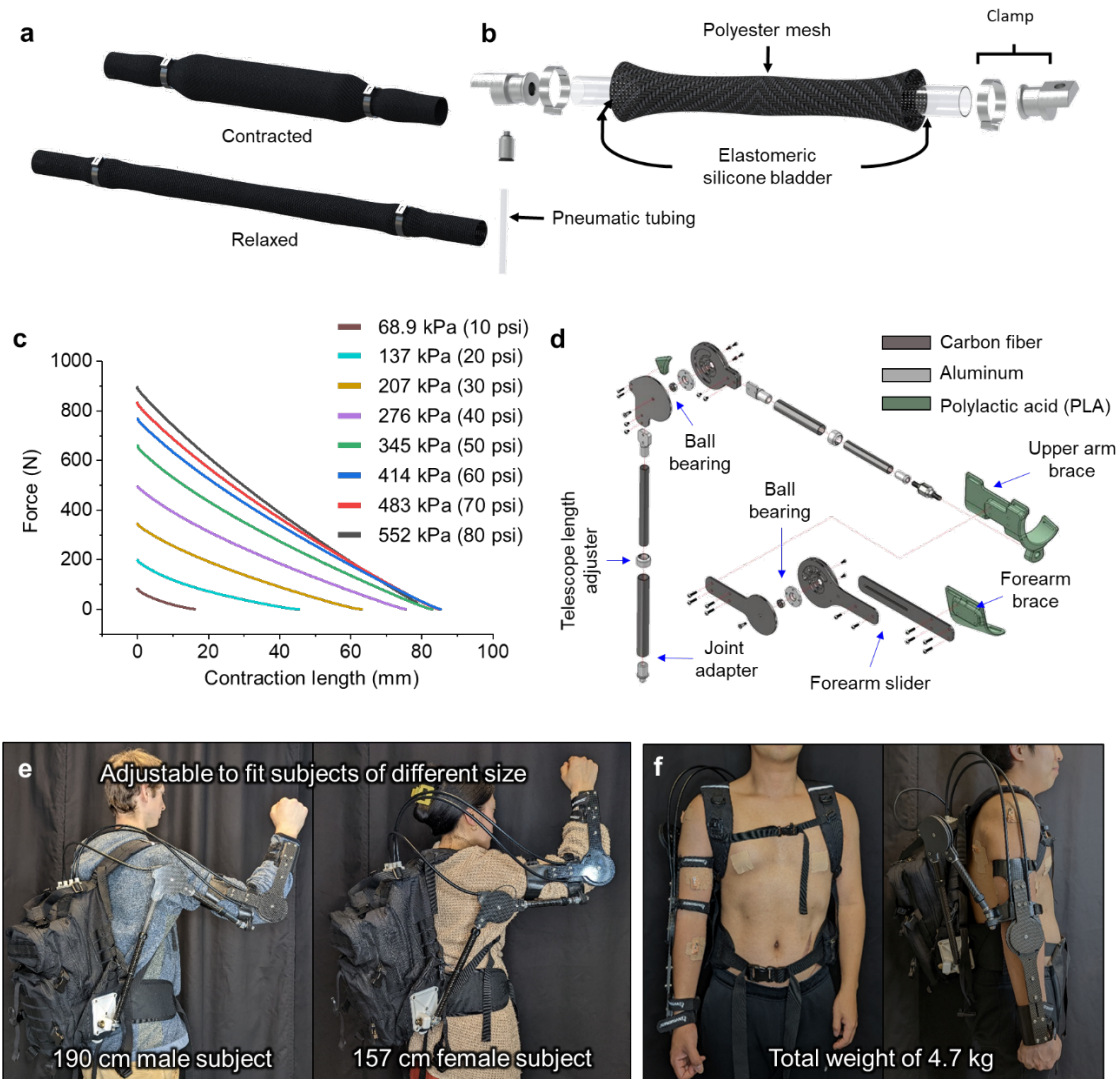 a
Contracted
Relaxed
b
Polyester mesh
Clamp
Elastomeric
silicone bladder
Pneumatic tubing
c
68.9 kPa (10 psi)
137 kPa (20 psi)
207 kPa (30 psi)
276 kPa (40 psi)
345 kPa (50 psi)
414 kPa (60 psi)
483 kPa (70 psi)
552 kPa (80 psi)
1000
800
600
400
200
0
Force (N)
0 20 40 60 80 100
Contraction length (mm)
d
Carbon fiber
Aluminum
Polylactic acid (PLA)
Ball
bearing
Upper arm
brace
Ball
bearing
Telescope length
adjuster
Forearm
brace
Joint
adapter
Forearm slider
e
Adjustable to fit subjects of different size
190 cm male subject
157 cm female subject
f
Total weight of 4.7 kg